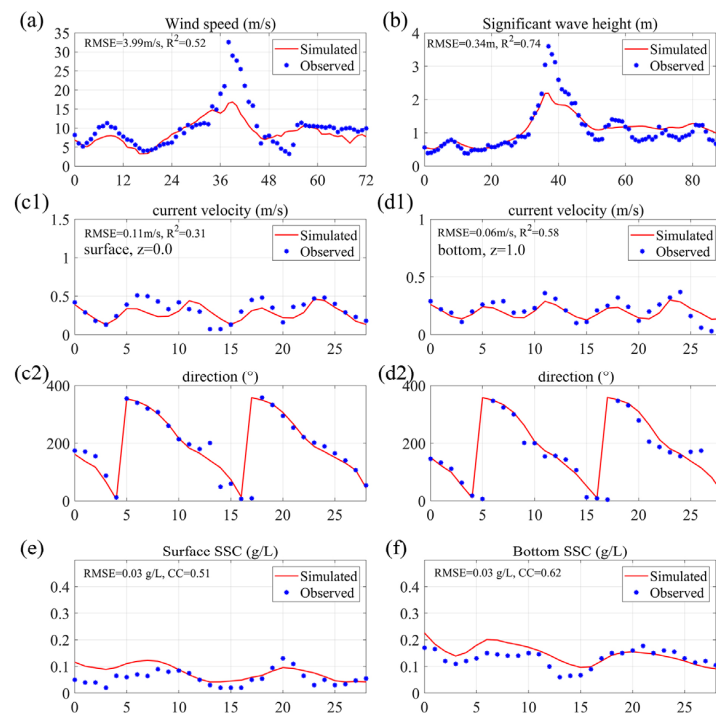 (a) Wind speed (m/s)
RMSE=3.99m/s, R²=0.52
Simulated
Observed
35
30
25
20
15
10
5
0
0 12 24 36 48 60 72
(b) Significant wave height (m)
RMSE=0.34m, R²=0.74
Simulated
Observed
4
3
2
1
0
0 20 40 60 80
(c1) current velocity (m/s)
RMSE=0.11m/s, R²=0.31
surface, z=0.0
Simulated
Observed
1.5
1
0.5
0
0 5 10 15 20 25
(d1) current velocity (m/s)
RMSE=0.06m/s, R²=0.58
bottom, z=1.0
Simulated
Observed
1
0.5
0
0 5 10 15 20 25
(c2) direction (°)
400
200
0
0 5 10 15 20 25
(d2) direction (°)
400
200
0
0 5 10 15 20 25
(e) Surface SSC (g/L)
RMSE=0.03 g/L, CC=0.51
Simulated
Observed
0.4
0.3
0.2
0.1
0
0 5 10 15 20 25
(f) Bottom SSC (g/L)
RMSE=0.03 g/L, CC=0.62
Simulated
Observed
0.4
0.3
0.2
0.1
0
0 5 10 15 20 25